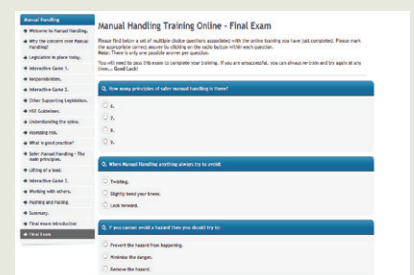 Manual Handling
Welcome to Manual Handling.
Why the concern over Manual
Handling?
Legislation in place today.
Interactive Game 1.
Responsibilities.
Interactive Game 2.
Other Supporting Legislation.
HSE Guidelines.
Understanding the spine.
Assessing risk.
What is good practice?
Safer Manual Handling - The
main principles.
Lifting of a load.
Interactive Game 3.
Working with others.
Pushing and Pulling.
Summary.
Final exam introduction
Final Exam
Manual Handling Training Online - Final Exam
Please find below a set of multiple choice questions associated with the online training you have just completed. Please mark
the appropriate correct answer by clicking on the radio button within each question.
Note: There is only one possible answer per question.
You will need to pass this exam to complete your training. If you are unsuccessful, you can always re-train and try again at any
time... Good Luck!
Q. How many principles of safer manual handling is there?
6.
7.
8.
9.
Q. When Manual Handling anything always try to avoid:
Twisting.
Slightly bend your knees.
Look forward.
Q. If you cannot avoid a hazard then you should try to:
Prevent the hazard from happening.
Minimise the danger.
Remove the hazard.